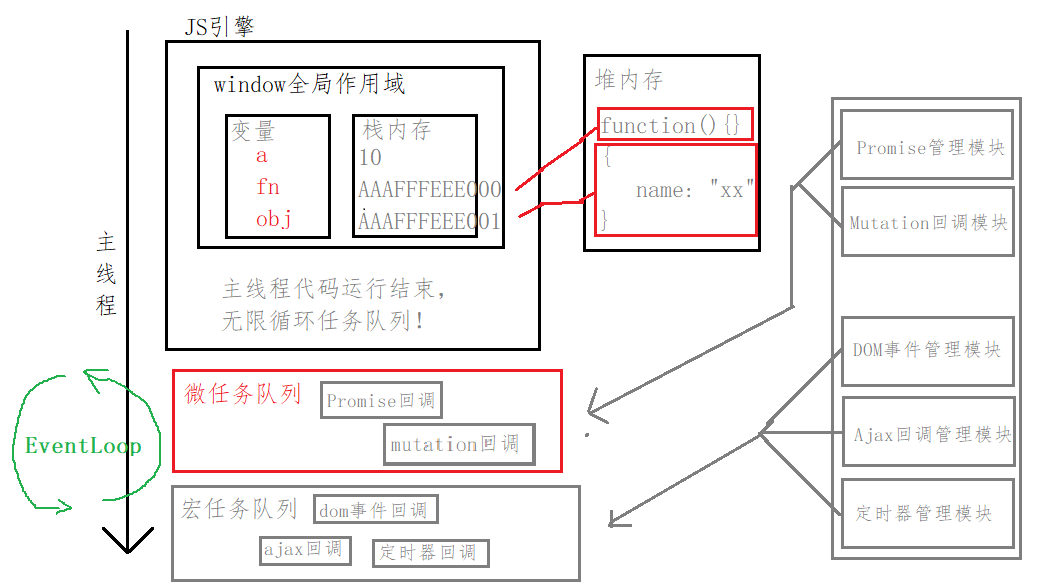 JS引擎
window全局作用域
变量
a
fn
obj
栈内存
10
AAAFFFEEE000
AAAFFFEEE001
主线程代码运行结束，
无限循环任务队列！
堆内存
function(){}
{
name: "xx"
}
Promise管理模块
Mutation回调模块
DOM事件管理模块
Ajax回调管理模块
定时器管理模块
主
线
程
EventLoop
微任务队列
Promise回调
mutation回调
宏任务队列
dom事件回调
ajax回调
定时器回调